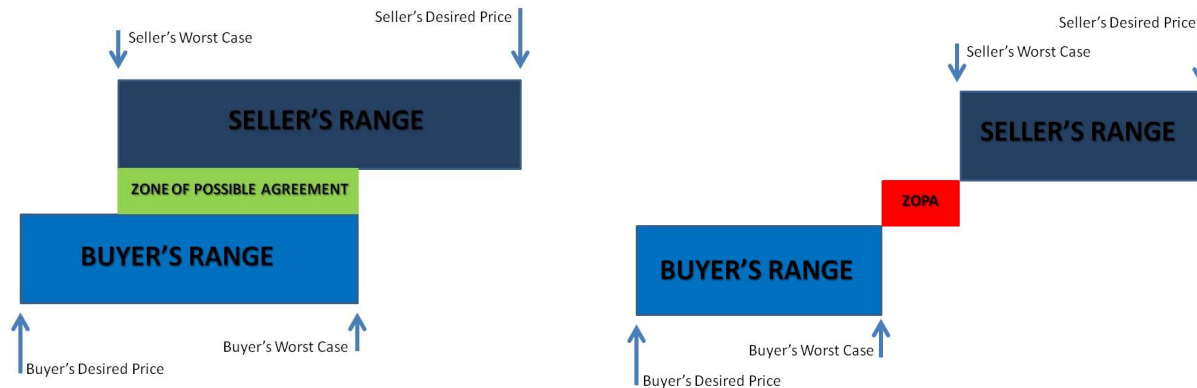 Seller’s Desired Price
Seller’s Worst Case
SELLER’S RANGE
ZONE OF POSSIBLE AGREEMENT
BUYER’S RANGE
Buyer’s Worst Case
Buyer’s Desired Price
Seller’s Desired Price
Seller’s Worst Case
SELLER’S RANGE
ZOPA
BUYER’S RANGE
Buyer’s Worst Case
Buyer’s Desired Price